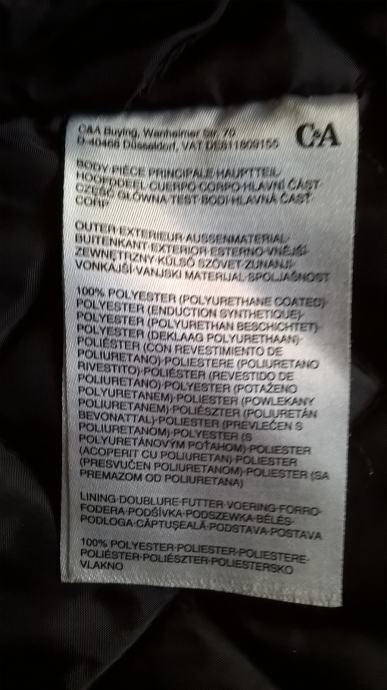 C&A Buying, Wanheimer Str. 70
D-40468 Düsseldorf, VAT DE811809155
C&A
BODY·PIÈCE PRINCIPALE·HAUPTTEIL·
HOOFDDEEL·CUERPO·CORPO·HLAVNÍ ČÁST·
CZĘŚĆ GŁÓWNA·TEST·BODI·HLAVNÁ ČASŤ·
CORP
OUTER·EXTERIEUR·AUSSENMATERIAL·
BUITENKANT·EXTERIOR·ESTERNO·VNĚJŠÍ·
ZEWNĘTRZNY·KÜLSŐ SZÖVET·ZUNANJI·
VONKAJŠÍ·VANJSKI MATERIJAL·SPOLJAŠNOST
100% POLYESTER (POLYURETHANE COATED)·
POLYESTER (ENDUCTION SYNTHETIQUE)·
POLYESTER (POLYURETHAN BESCHICHTET)·
POLYESTER (DEKLAAG POLYURETHAAN)·
POLIÉSTER (CON REVESTIMIENTO DE
POLIURETANO)·POLIESTERE (POLIURETANO
RIVESTITO)·POLIÉSTER (REVESTIDO DE
POLIURETANO)·POLYESTER (POTAŽENO
POLYURETANEM)·POLIESTER (POWLEKANY
POLIURETANEM)·POLIÉSZTER (POLIURETÁN
BEVONATTAL)·POLIESTER (PREVLEČEN S
POLIURETANOM)·POLYESTER (S
POLYURETÁNOVÝM POŤAHOM)·POLIESTER
(ACOPERIT CU POLIURETAN)·POLIESTER
(PRESVUČEN POLIURETANOM)·POLIESTER (SA
PREMAZOM OD POLIURETANA)
LINING·DOUBLURE·FUTTER·VOERING·FORRO·
FODERA·PODŠÍVKA·PODSZEWKA·BÉLÉS·
PODLOGA·CĂPTUŞEALĂ·PODSTAVA·POSTAVA
100% POLYESTER·POLIESTER·POLIESTERE·
POLIÉSTER·POLIÉSZTER·POLIESTERSKO
VLAKNO